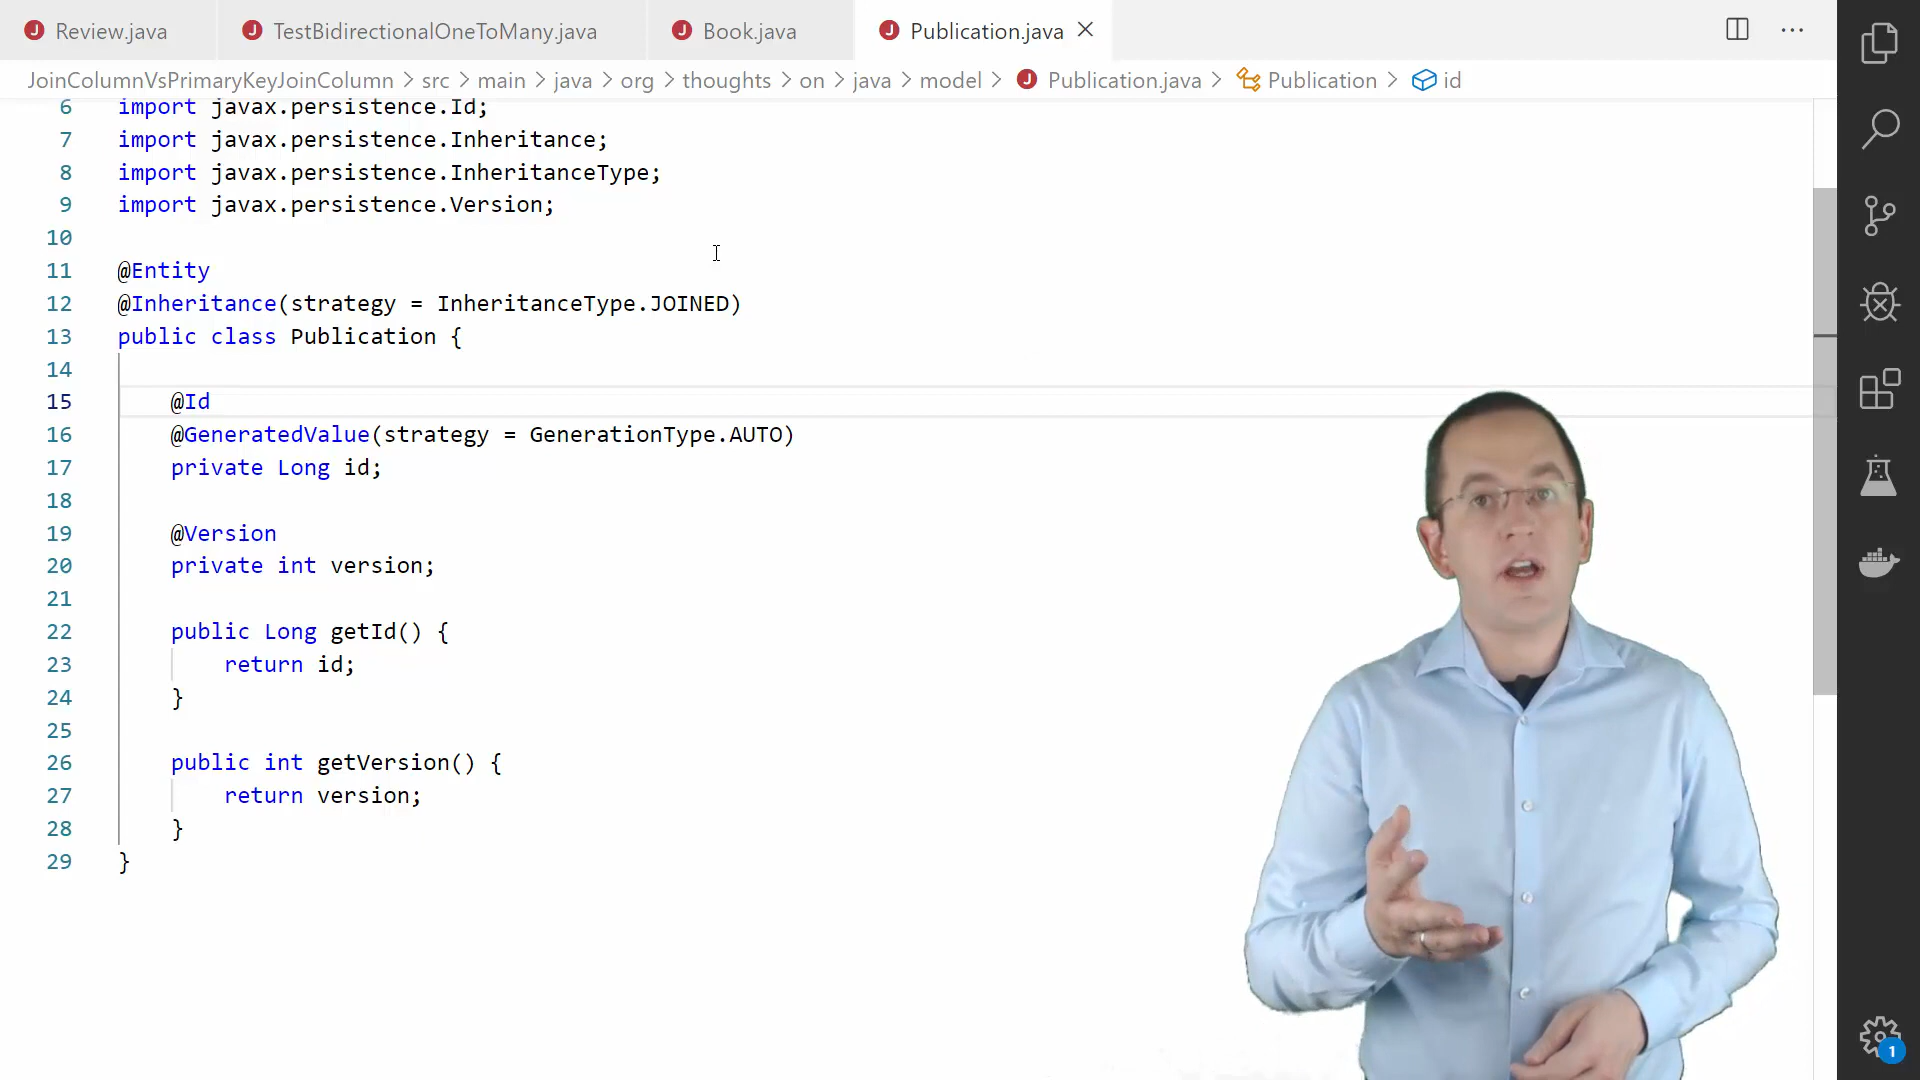 Review.java
TestBidirectionalOneToMany.java
Book.java
Publication.java
JoinColumnVsPrimaryKeyJoinColumn > src > main > java > org > thoughts > on > java > model > Publication.java > Publication > id
6 import javax.persistence.Id;
7 import javax.persistence.Inheritance;
8 import javax.persistence.InheritanceType;
9 import javax.persistence.Version;
10
11 @Entity
12 @Inheritance(strategy = InheritanceType.JOINED)
13 public class Publication {
14
15 @Id
16 @GeneratedValue(strategy = GenerationType.AUTO)
17 private Long id;
18
19 @Version
20 private int version;
21
22 public Long getId() {
23 return id;
24 }
25
26 public int getVersion() {
27 return version;
28 }
29 }
1